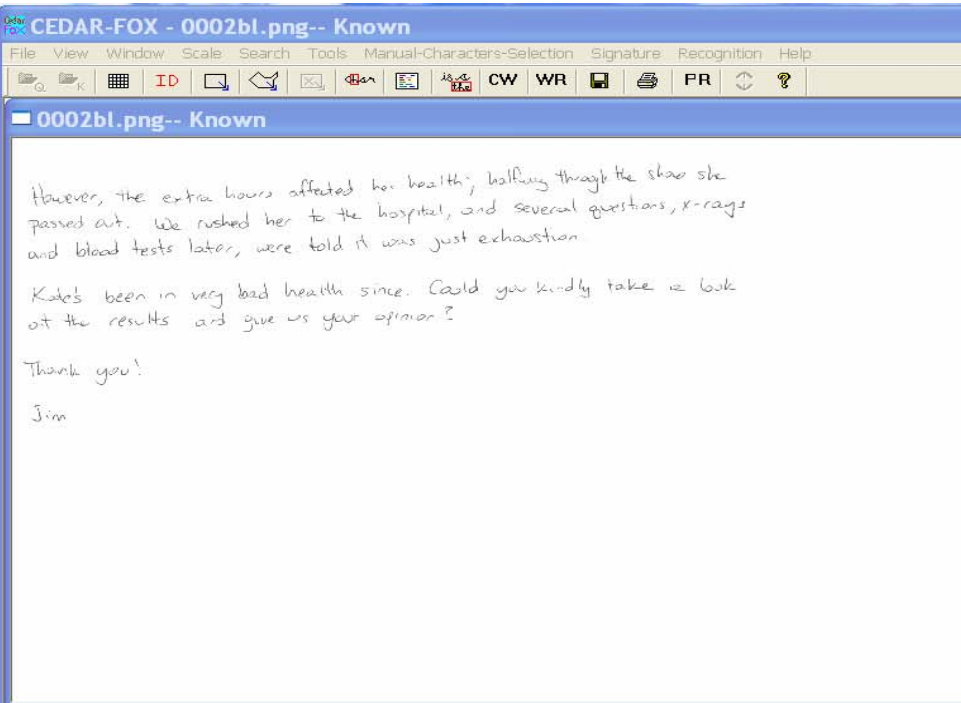 CEDAR-FOX - 0002bl.png-- Known
File View Window Scale Search Tools Manual-Characters-Selection Signature Recognition Help
ID CW WR PR ?
0002bl.png-- Known
However, the extra hours affected her health; halfway through the show she
passed out. We rushed her to the hospital, and several questions, x-rays
and blood tests later, were told it was just exhaustion
Kate's been in very bad health since. Could you kindly take a look
at the results and give us your opinion?
Thank you!
Jim